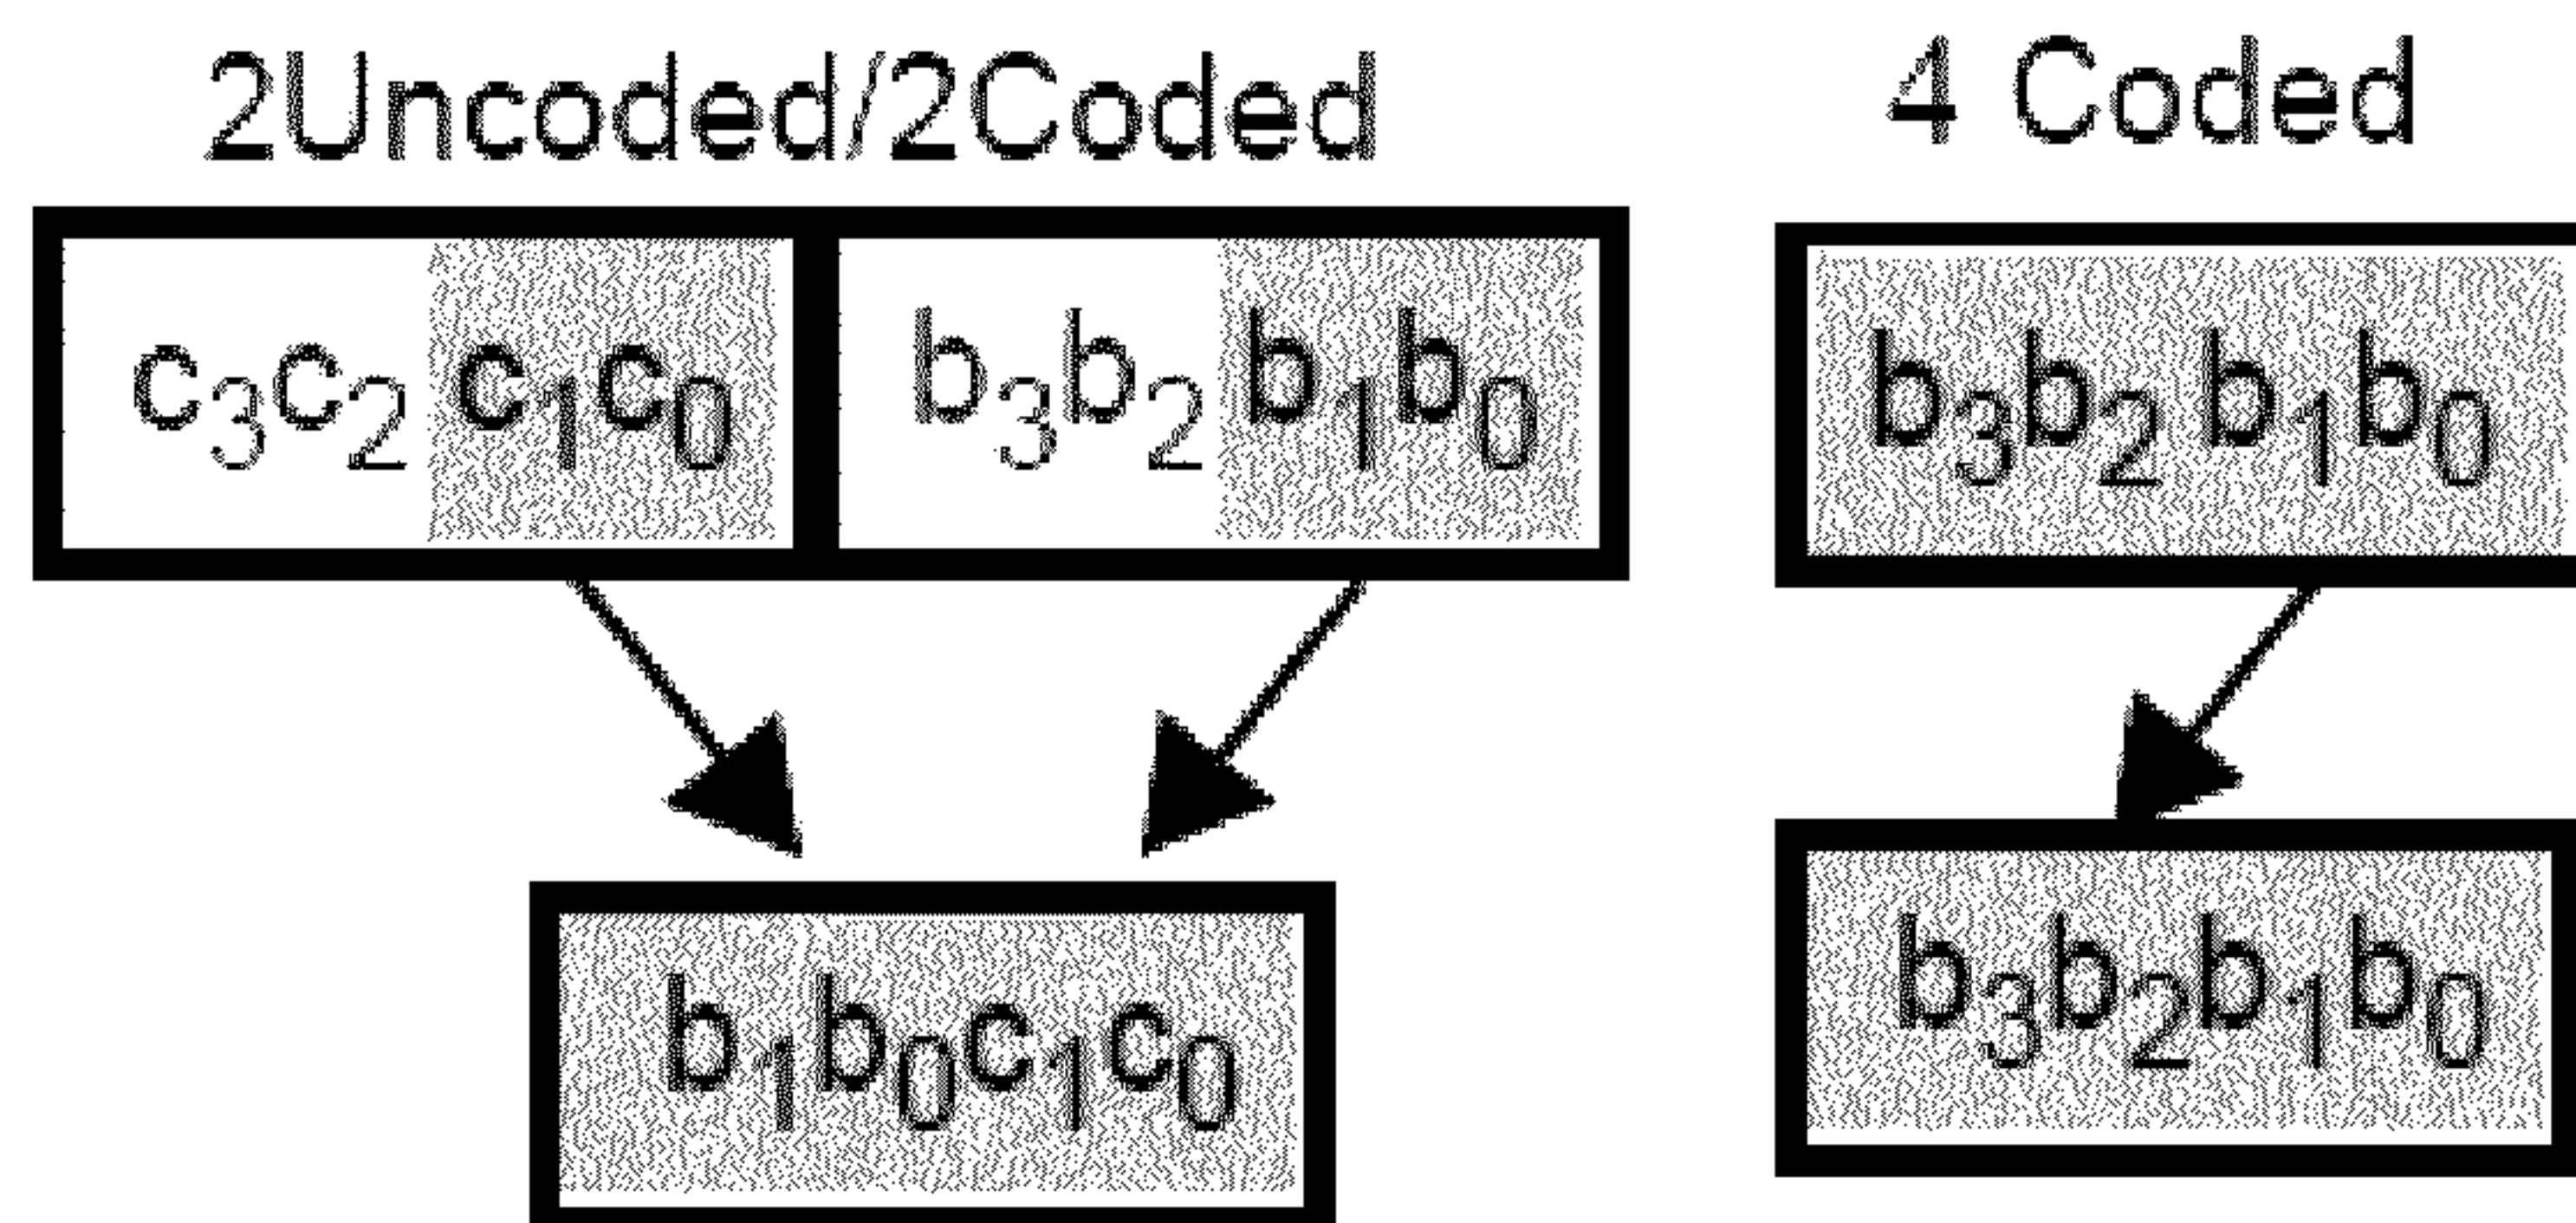 2Uncoded/2Coded 4 Coded
c₃c₂ c₁c₀ b₃b₂ b₁b₀ b₃b₂ b₁b₀
b₁b₀c₁c₀ b₃b₂b₁b₀